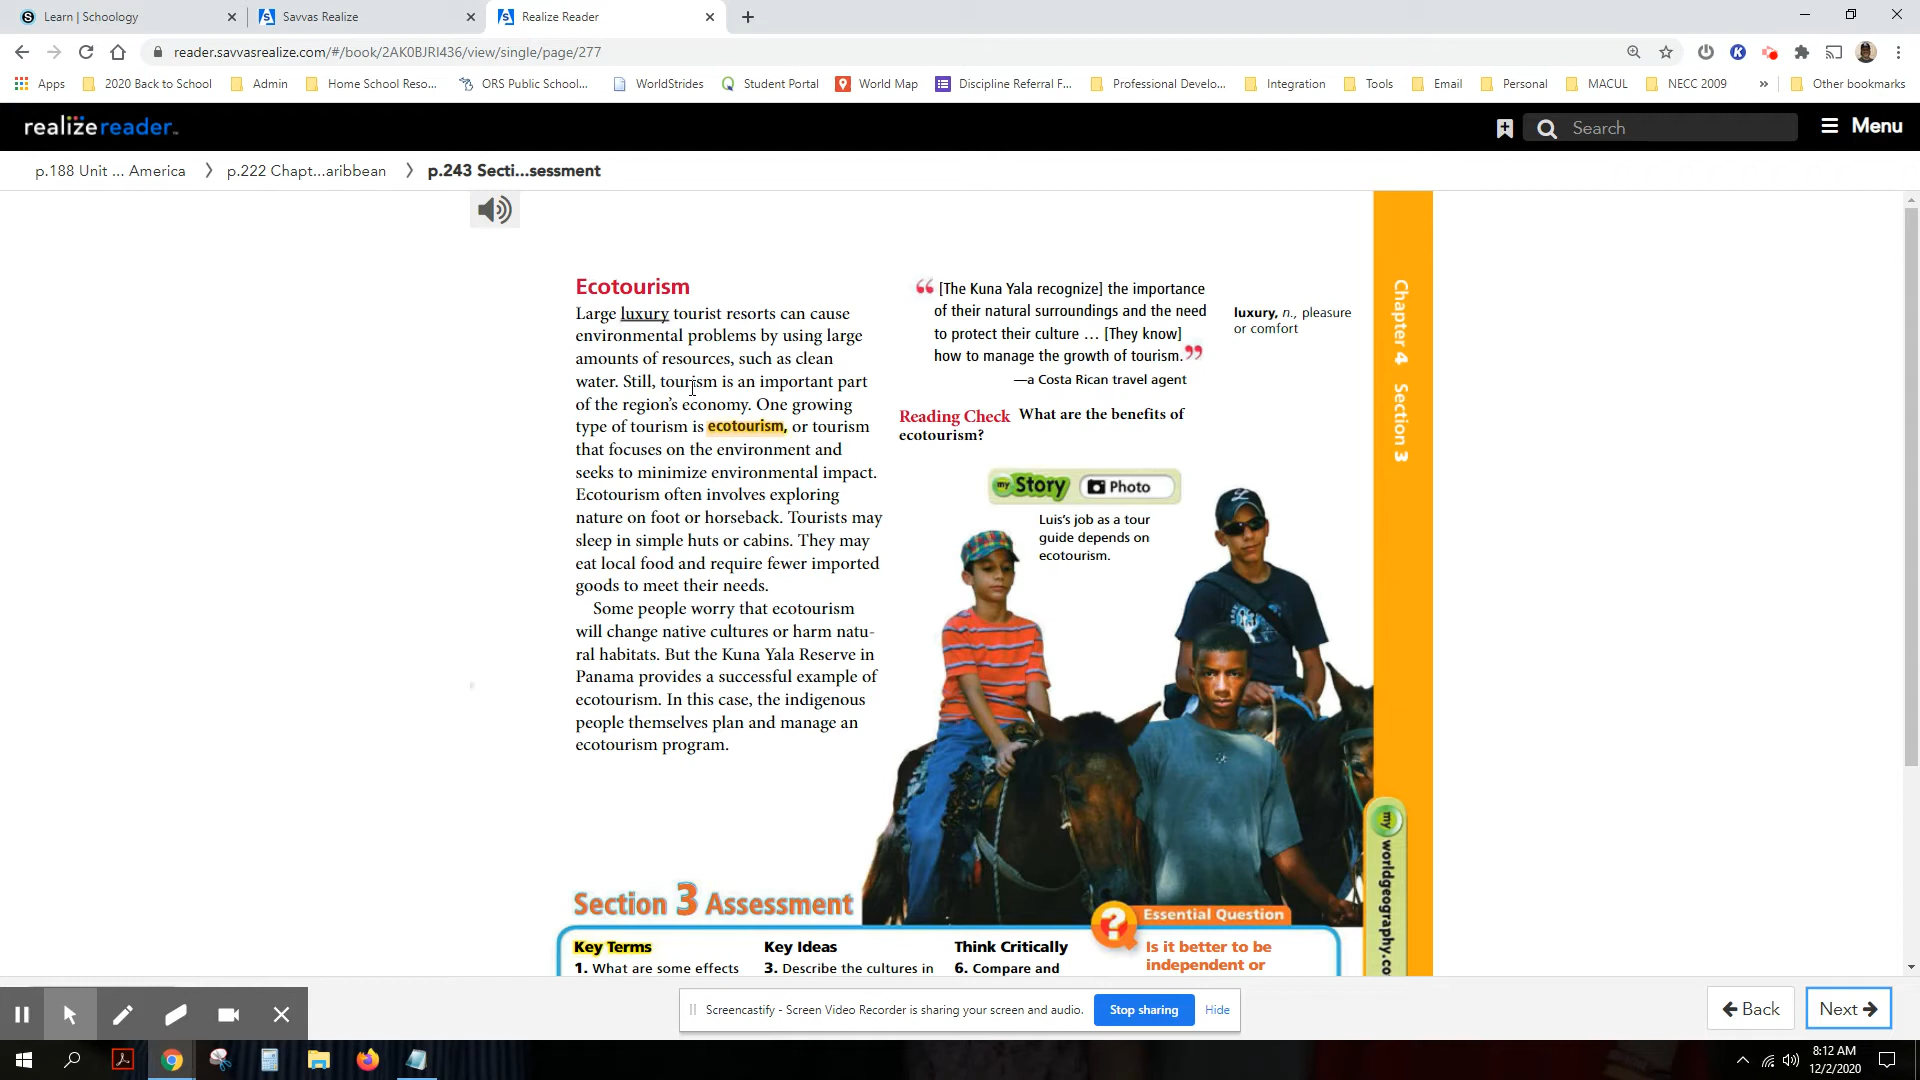 Learn | Schoology
Savvas Realize
Realize Reader
reader.savvasrealize.com/#/book/2AK0BJRI436/view/single/page/277
Apps
2020 Back to School
Admin
Home School Reso...
ORS Public School...
WorldStrides
Student Portal
World Map
Discipline Referral F...
Professional Develo...
Integration
Tools
Email
Personal
MACUL
NECC 2009
»
Other bookmarks
realizereader
Search
Menu
p.188 Unit ... America
p.222 Chapt...aribbean
p.243 Secti...sessment
Ecotourism
Large luxury tourist resorts can cause
environmental problems by using large
amounts of resources, such as clean
water. Still, tourism is an important part
of the region's economy. One growing
type of tourism is ecotourism, or tourism
that focuses on the environment and
seeks to minimize environmental impact.
Ecotourism often involves exploring
nature on foot or horseback. Tourists may
sleep in simple huts or cabins. They may
eat local food and require fewer imported
goods to meet their needs.
Some people worry that ecotourism
will change native cultures or harm natu-
ral habitats. But the Kuna Yala Reserve in
Panama provides a successful example of
ecotourism. In this case, the indigenous
people themselves plan and manage an
ecotourism program.
“ [The Kuna Yala recognize] the importance
of their natural surroundings and the need
to protect their culture ... [They know]
how to manage the growth of tourism. ”
—a Costa Rican travel agent
luxury, n., pleasure
or comfort
Reading Check What are the benefits of
ecotourism?
my Story Photo
Luis's job as a tour
guide depends on
ecotourism.
Chapter 4 Section 3
my worldgeography.co
Section 3 Assessment
Key Terms
1. What are some effects
Key Ideas
3. Describe the cultures in
Think Critically
6. Compare and
? Essential Question
Is it better to be
independent or
Screencastify - Screen Video Recorder is sharing your screen and audio.
Stop sharing
Hide
Back
Next
8:12 AM
12/2/2020